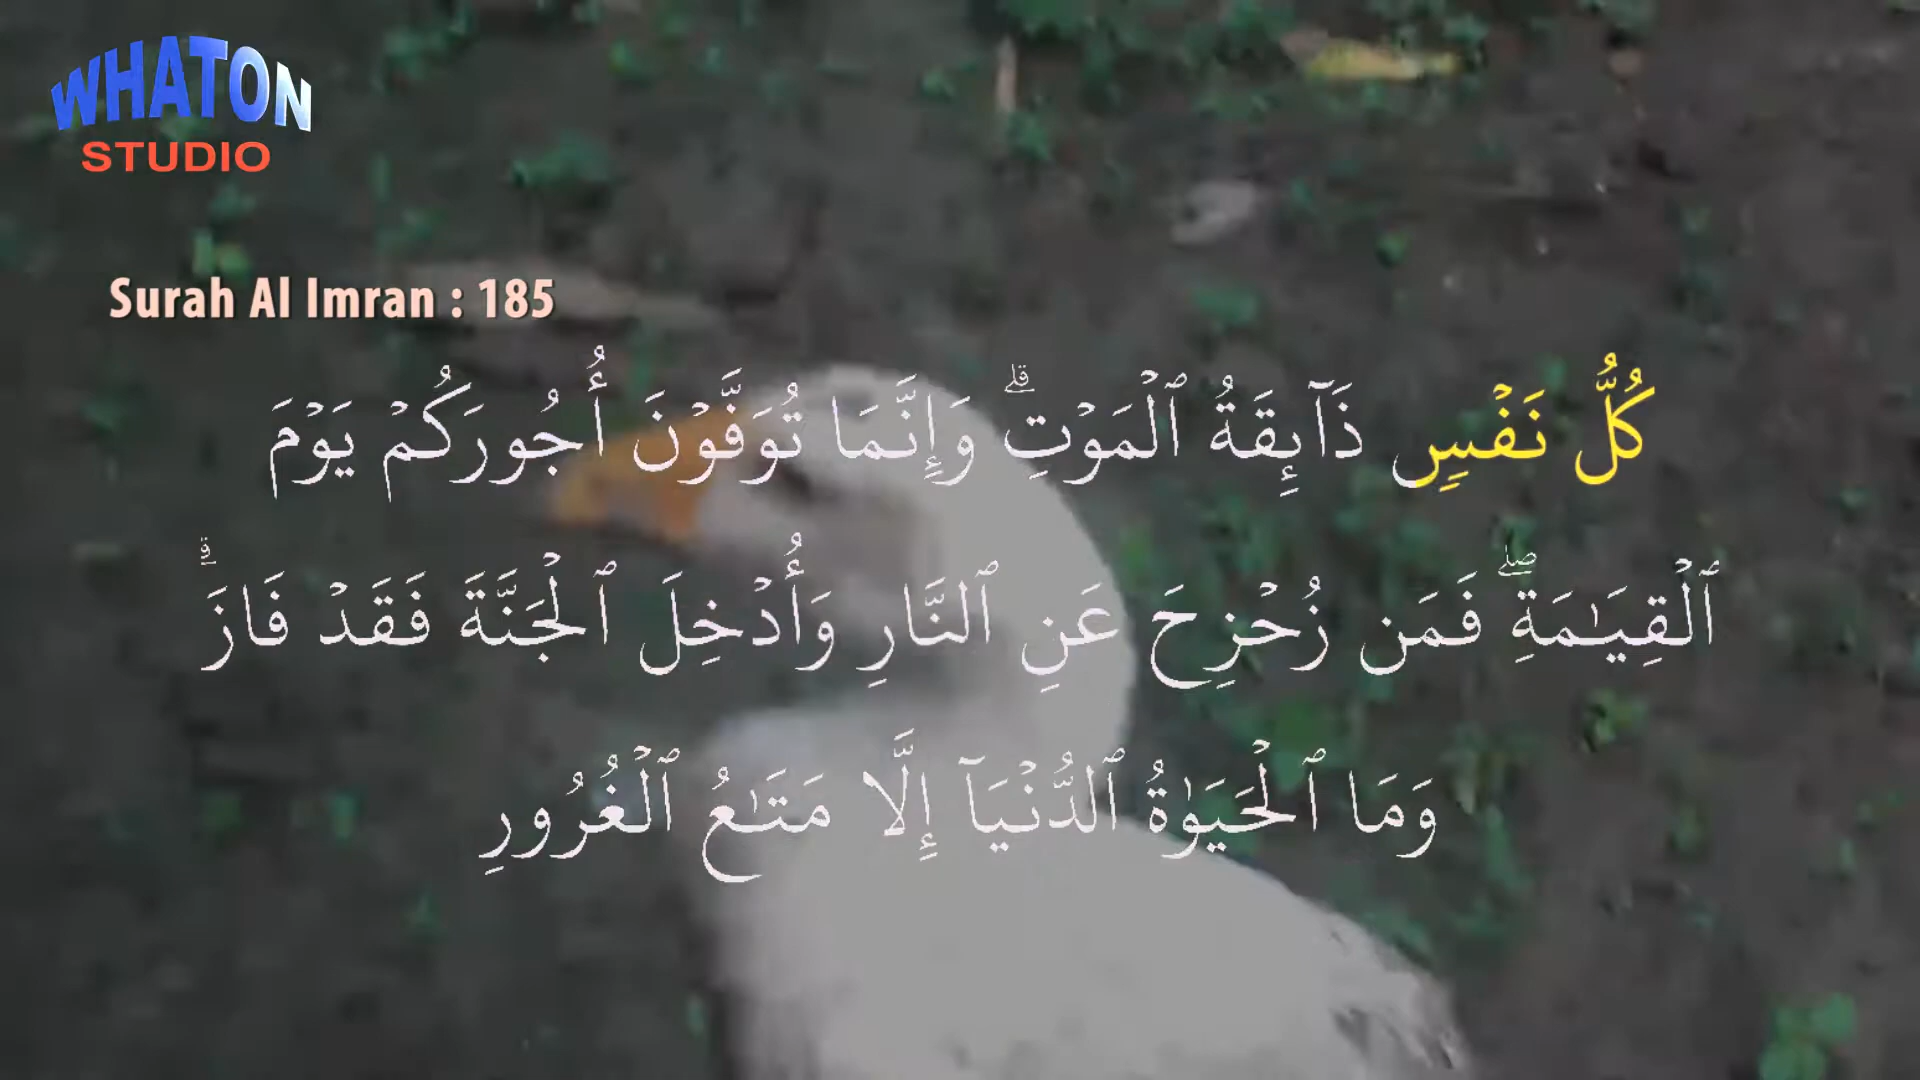 WHATON
STUDIO
Surah Al Imran : 185
كُلُّ نَفْسٍ ذَآئِقَةُ ٱلْمَوْتِ ۗ وَإِنَّمَا تُوَفَّوْنَ أُجُورَكُمْ يَوْمَ
ٱلْقِيَـٰمَةِ ۖ فَمَن زُحْزِحَ عَنِ ٱلنَّارِ وَأُدْخِلَ ٱلْجَنَّةَ فَقَدْ فَازَ ۗ
وَمَا ٱلْحَيَوٰةُ ٱلدُّنْيَآ إِلَّا مَتَـٰعُ ٱلْغُرُورِ